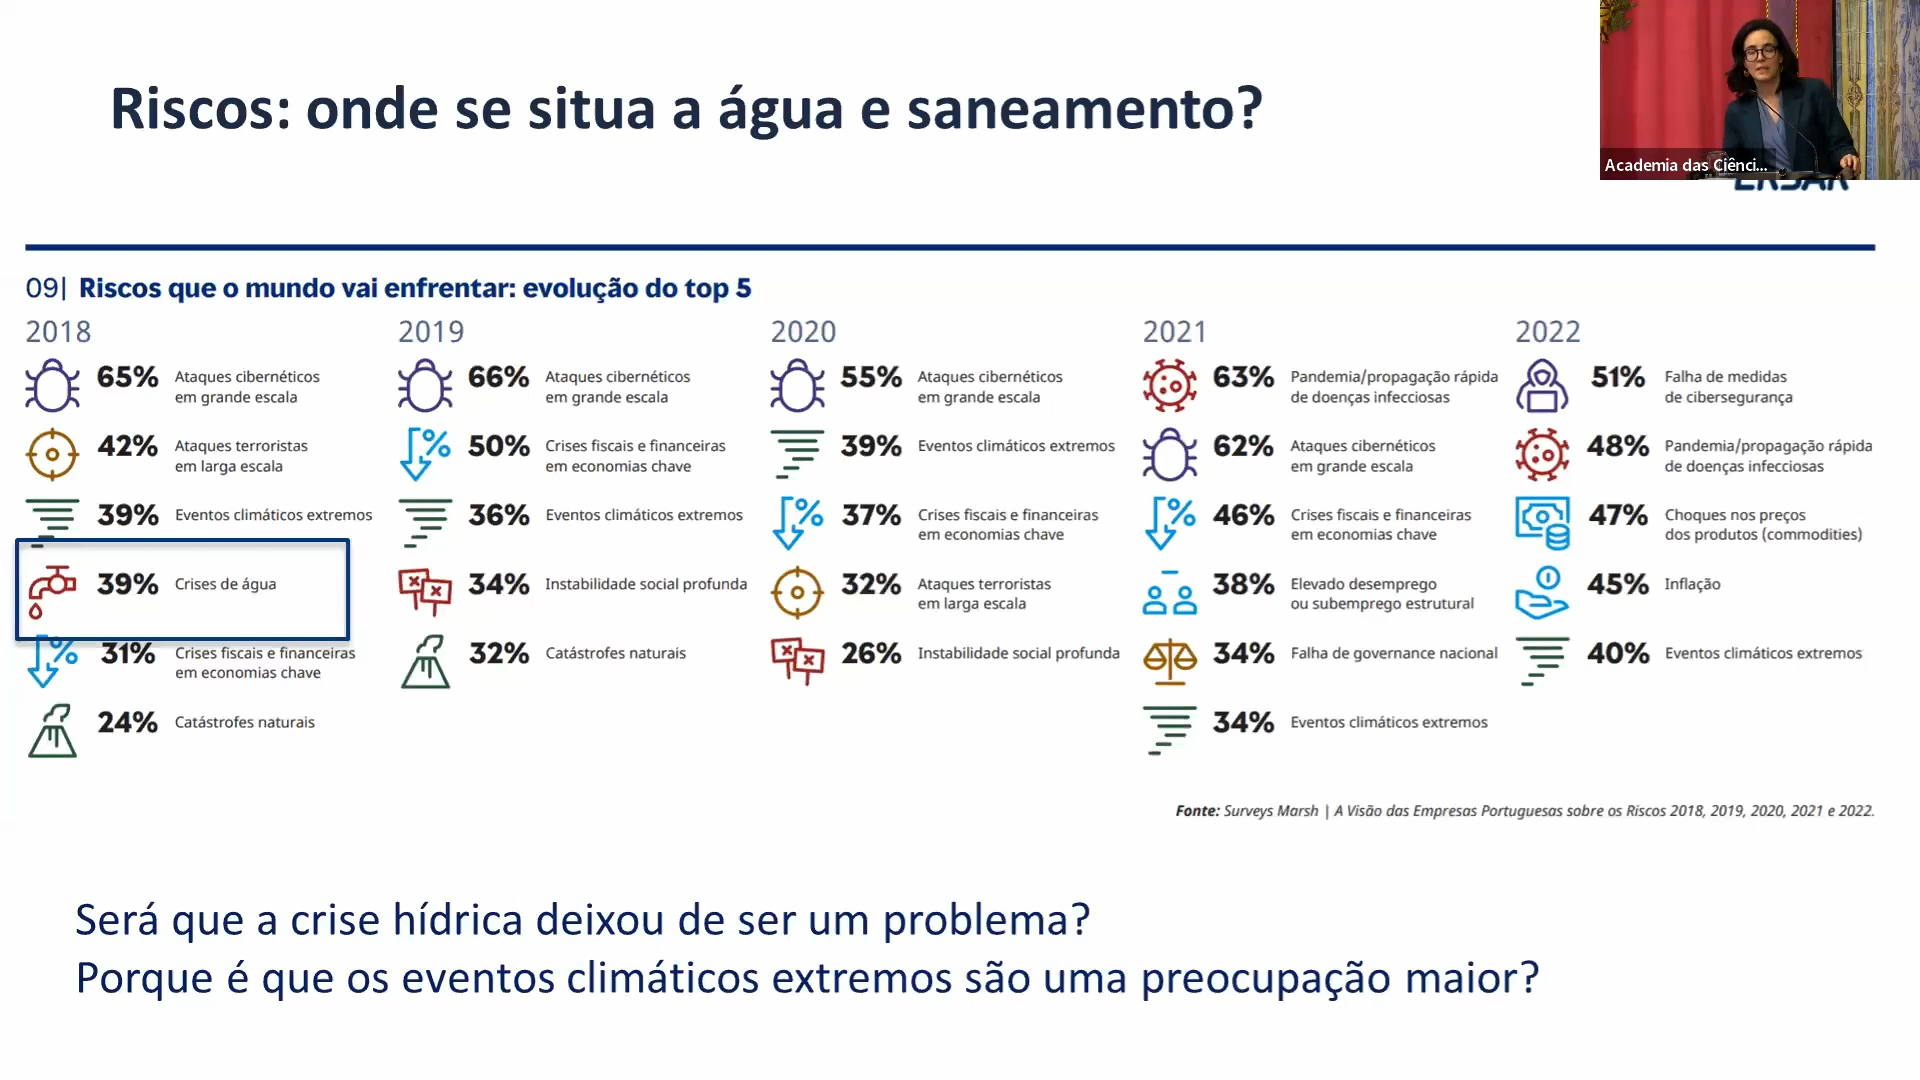 Riscos: onde se situa a água e saneamento?
Academia das Ciênci...
ERSAR
09| Riscos que o mundo vai enfrentar: evolução do top 5
2018
65% Ataques cibernéticos
em grande escala
42% Ataques terroristas
em larga escala
39% Eventos climáticos extremos
39% Crises de água
31% Crises fiscais e financeiras
em economias chave
24% Catástrofes naturais
2019
66% Ataques cibernéticos
em grande escala
50% Crises fiscais e financeiras
em economias chave
36% Eventos climáticos extremos
34% Instabilidade social profunda
32% Catástrofes naturais
2020
55% Ataques cibernéticos
em grande escala
39% Eventos climáticos extremos
37% Crises fiscais e financeiras
em economias chave
32% Ataques terroristas
em larga escala
26% Instabilidade social profunda
2021
63% Pandemia/propagação rápida
de doenças infecciosas
62% Ataques cibernéticos
em grande escala
46% Crises fiscais e financeiras
em economias chave
38% Elevado desemprego
ou subemprego estrutural
34% Falha de governance nacional
34% Eventos climáticos extremos
2022
51% Falha de medidas
de cibersegurança
48% Pandemia/propagação rápida
de doenças infecciosas
47% Choques nos preços
dos produtos (commodities)
45% Inflação
40% Eventos climáticos extremos
Fonte: Surveys Marsh | A Visão das Empresas Portuguesas sobre os Riscos 2018, 2019, 2020, 2021 e 2022.
Será que a crise hídrica deixou de ser um problema?
Porque é que os eventos climáticos extremos são uma preocupação maior?